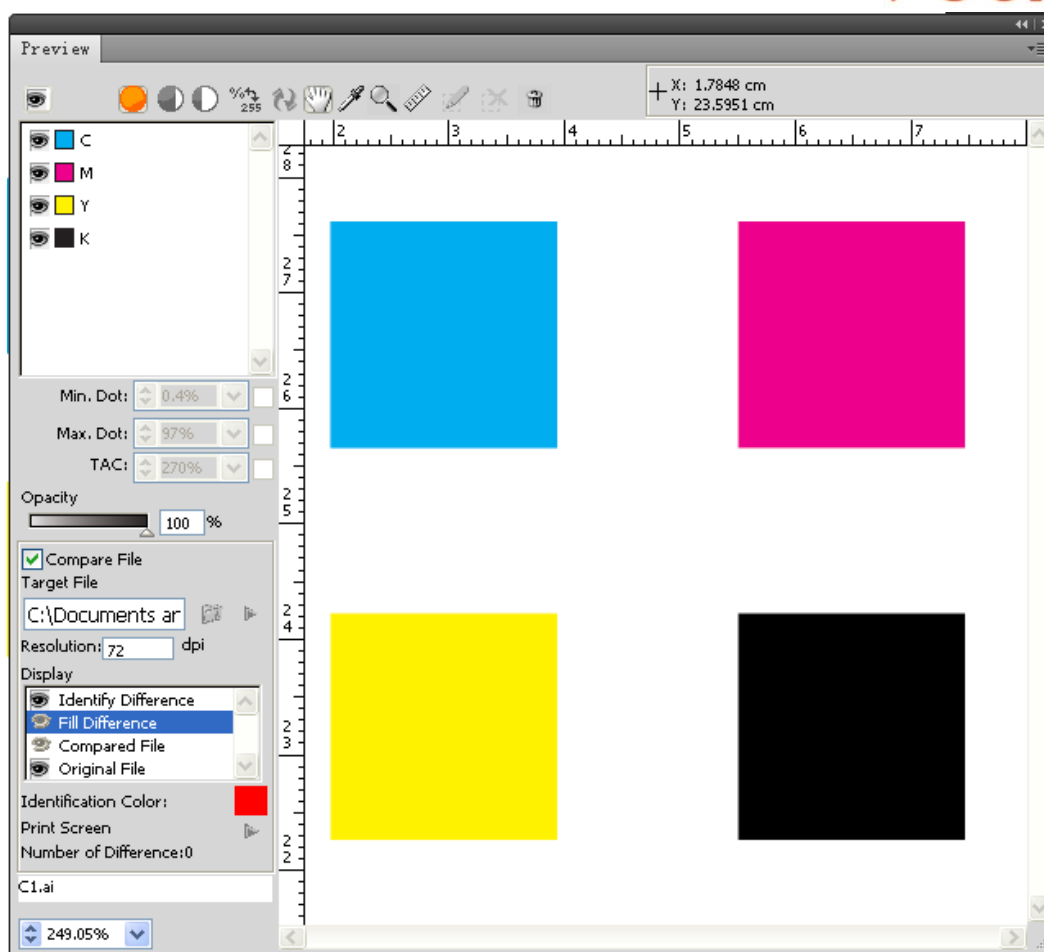 Preview
%
255
X: 1.7848 cm
Y: 23.5951 cm
C
M
Y
K
2 3 4 5 6 7
28
27
26
25
24
23
22
Min. Dot: 0.4%
Max. Dot: 97%
TAC: 270%
Opacity
100 %
Compare File
Target File
C:\Documents ar
Resolution: 72 dpi
Display
Identify Difference
Fill Difference
Compared File
Original File
Identification Color:
Print Screen
Number of Difference:0
C1.ai
249.05%